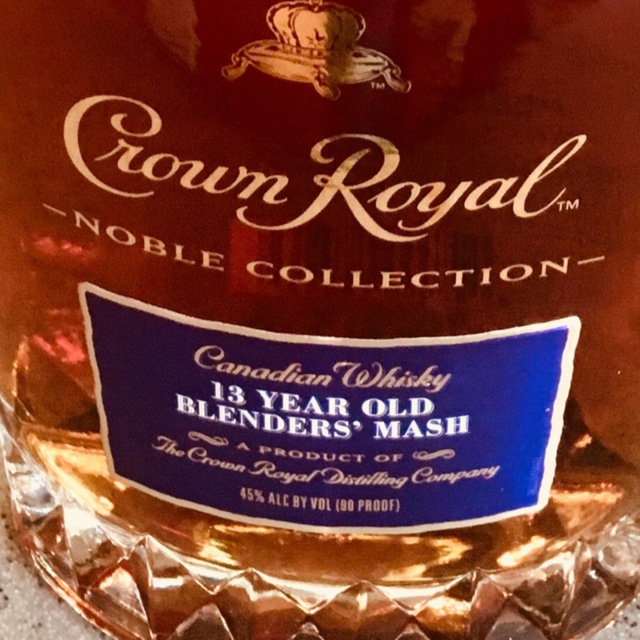 TM
Crown Royal TM
-NOBLE COLLECTION-
Canadian Whisky
13 YEAR OLD
BLENDERS' MASH
A PRODUCT OF
The Crown Royal Distilling Company
45% ALC BY VOL (90 PROOF)